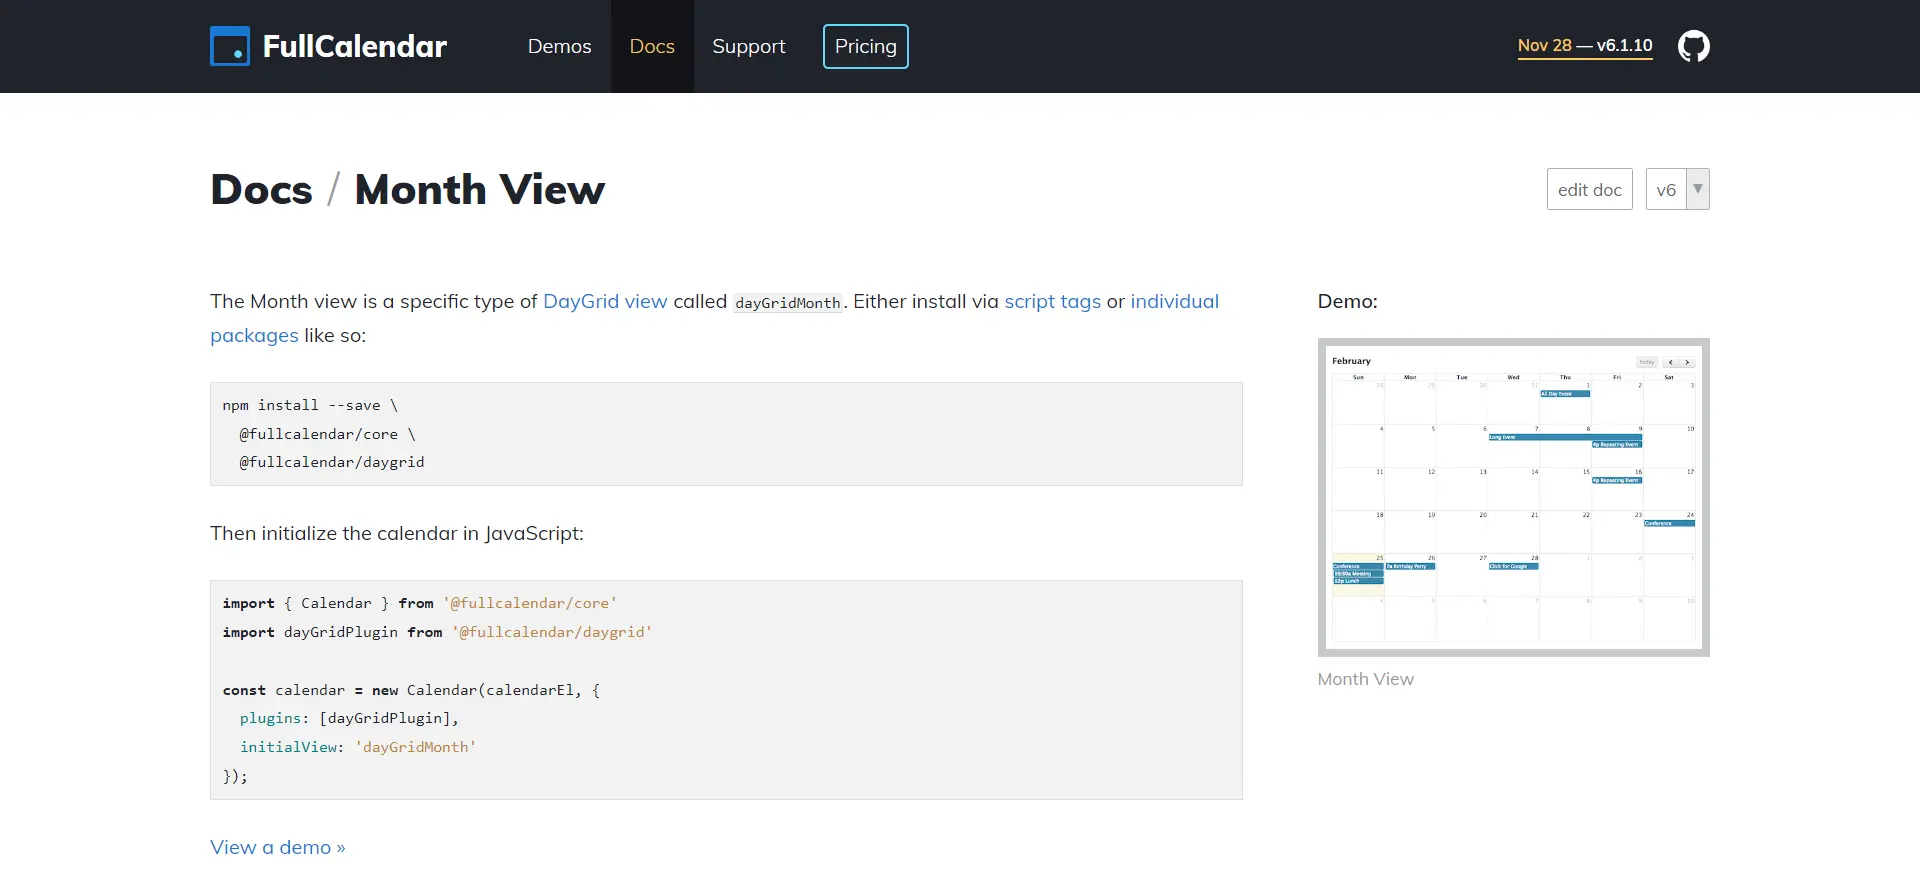 FullCalendar
Demos
Docs
Support
Pricing
Nov 28 — v6.1.10
Docs / Month View
edit doc
v6 ▼
The Month view is a specific type of DayGrid view called dayGridMonth. Either install via script tags or individual
packages like so:
npm install --save \
@fullcalendar/core \
@fullcalendar/daygrid
Then initialize the calendar in JavaScript:
import { Calendar } from '@fullcalendar/core'
import dayGridPlugin from '@fullcalendar/daygrid'
const calendar = new Calendar(calendarEl, {
plugins: [dayGridPlugin],
initialView: 'dayGridMonth'
});
View a demo »
Demo:
February
today < >
Sun Mon Tue Wed Thu Fri Sat
28 29 30 31 1 2 3
All Day Event
4 5 6 7 8 9 10
Long Event
4p Repeating Event
11 12 13 14 15 16 17
4p Repeating Event
18 19 20 21 22 23 24
Conference
25 26 27 28 1 2 3
Conference 7a Birthday Party Click for Google
10:30a Meeting
12p Lunch
4 5 6 7 8 9 10
Month View